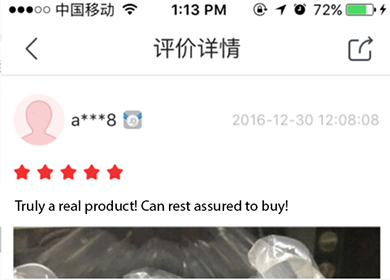 中国移动 1:13 PM 72%
评价详情
a***8 2016-12-30 12:08:08
Truly a real product! Can rest assured to buy!